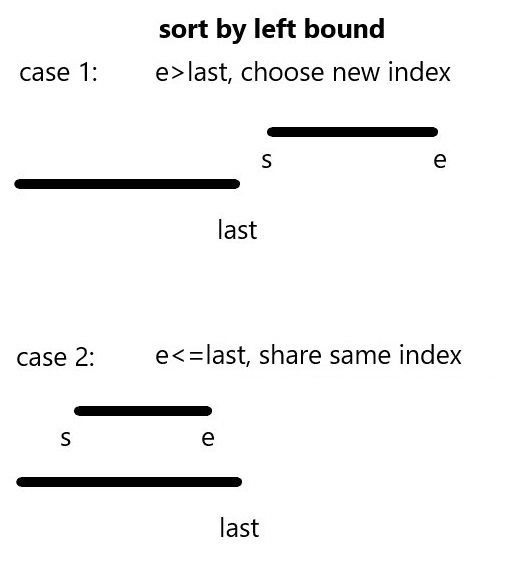 sort by left bound
case 1: e>last, choose new index
s e
last
case 2: e<=last, share same index
s e
last